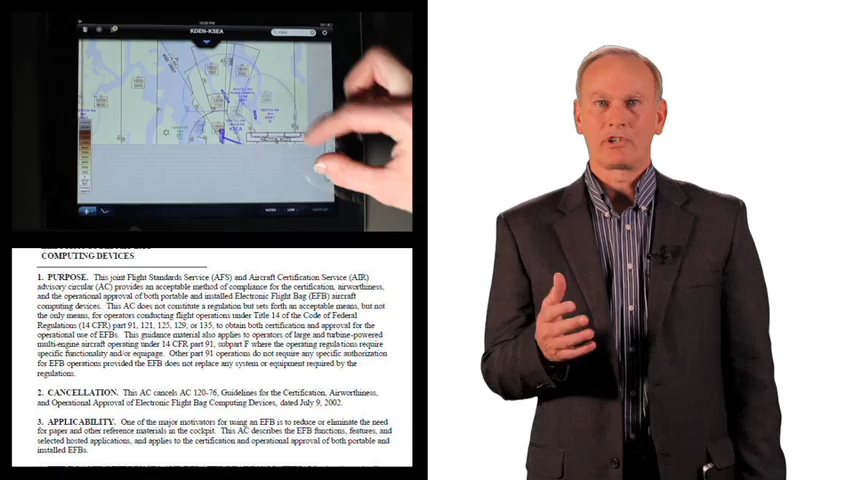 KDEN-KSEA
COMPUTING DEVICES
1. PURPOSE. This joint Flight Standards Service (AFS) and Aircraft Certification Service (AIR)
advisory circular (AC) provides an acceptable method of compliance for the certification, airworthiness,
and the operational approval of both portable and installed Electronic Flight Bag (EFB) aircraft
computing devices. This AC does not constitute a regulation but sets forth an acceptable means, but not
the only means, for operators conducting flight operations under Title 14 of the Code of Federal
Regulations (14 CFR) part 91, 121, 125, 129, or 135, to obtain both certification and approval for the
operational use of EFBs. This guidance material also applies to operators of large and turbine-powered
multi-engine aircraft operating under 14 CFR part 91, subpart F where the operating regulations require
specific functionality and/or equipage. Other part 91 operations do not require any specific authorization
for EFB operations provided the EFB does not replace any system or equipment required by the
regulations.
2. CANCELLATION. This AC cancels AC 120-76, Guidelines for the Certification, Airworthiness,
and Operational Approval of Electronic Flight Bag Computing Devices, dated July 9, 2002.
3. APPLICABILITY. One of the major motivators for using an EFB is to reduce or eliminate the need
for paper and other reference materials in the cockpit. This AC describes the EFB functions, features, and
selected hosted applications, and applies to the certification and operational approval of both portable and
installed EFBs.